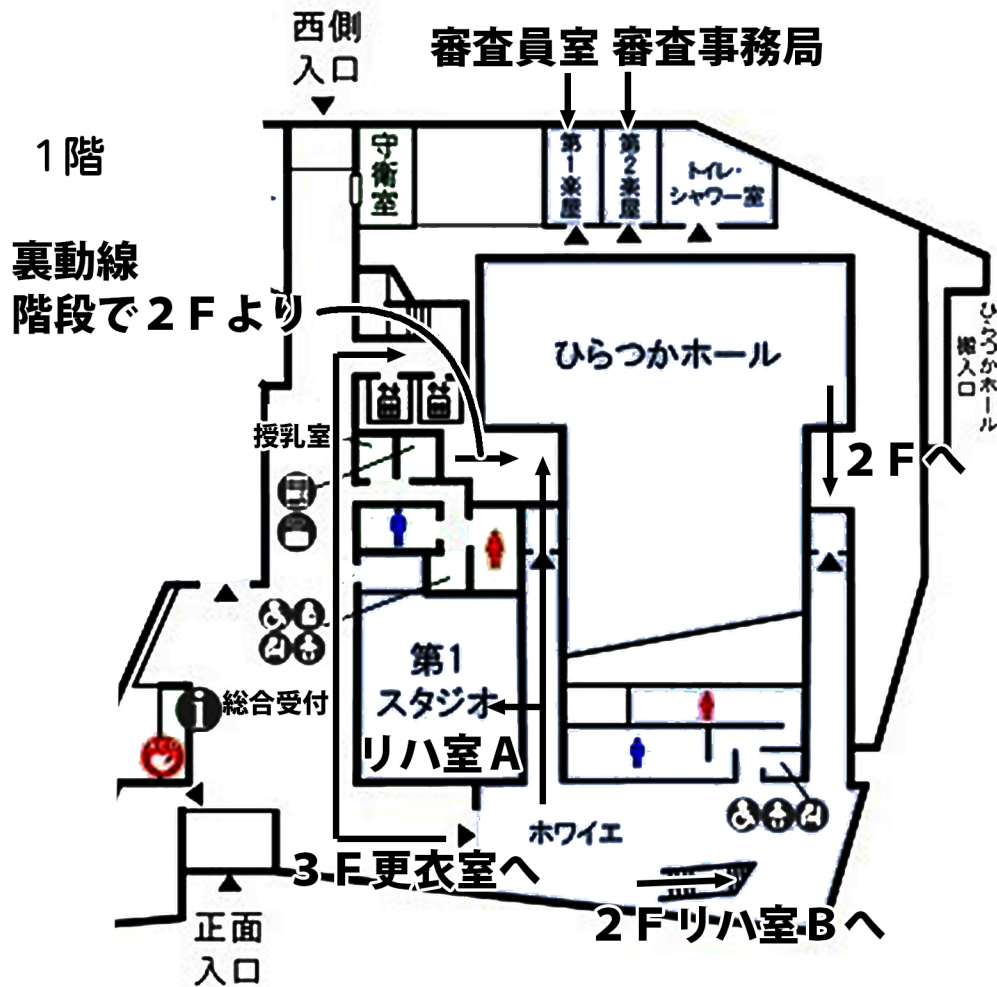 西側
入口
審査員室 審査事務局
1階
守衛室
第1楽屋
第2楽屋
トイレ・
シャワー室
裏動線
階段で2Fより
ひらつかホール
ひらつかホール
搬入口
授乳室
2Fへ
総合受付
第1
スタジオ
リハ室A
ホワイエ
3F更衣室へ
2Fリハ室Bへ
正面
入口